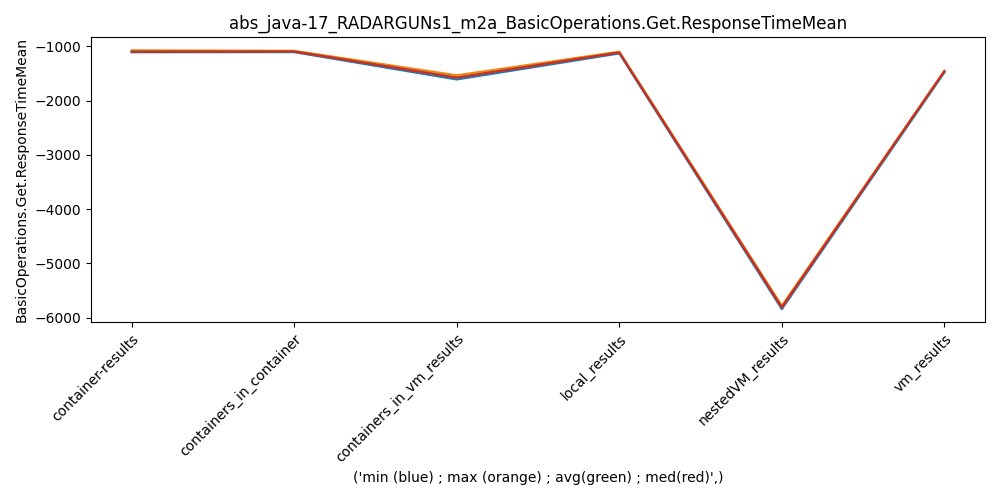 abs_java-17_RADARGUNs1_m2a_BasicOperations.Get.ResponseTimeMean
BasicOperations.Get.ResponseTimeMean
−1000
−2000
−3000
−4000
−5000
−6000
container-results
containers_in_container
containers_in_vm_results
local_results
nestedVM_results
vm_results
('min (blue) ; max (orange) ; avg(green) ; med(red)',)